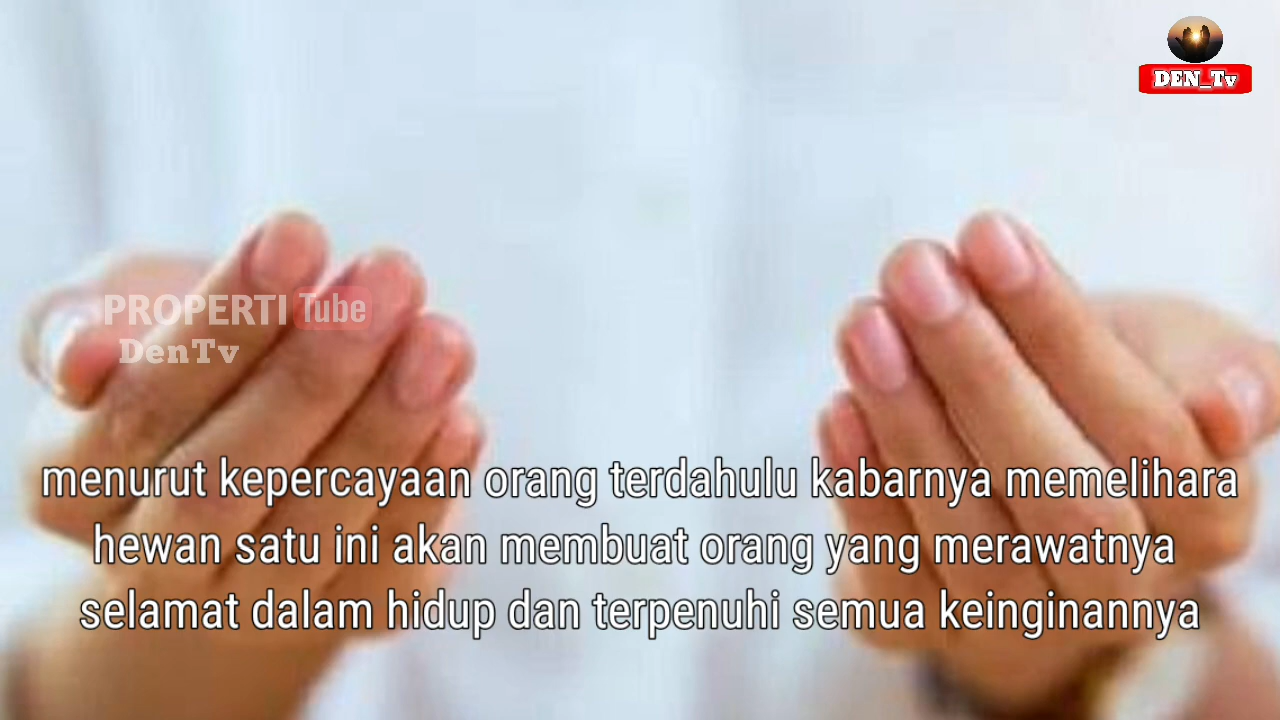 DEN_Tv
PROPERTI Tube
DenTv
menurut kepercayaan orang terdahulu kabarnya memelihara
hewan satu ini akan membuat orang yang merawatnya
selamat dalam hidup dan terpenuhi semua keinginannya